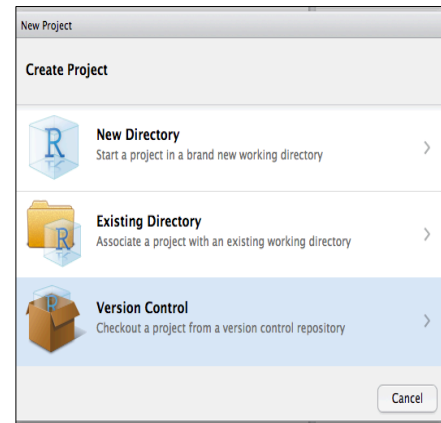 New Project
Create Project
New Directory
Start a project in a brand new working directory
Existing Directory
Associate a project with an existing working directory
Version Control
Checkout a project from a version control repository
Cancel